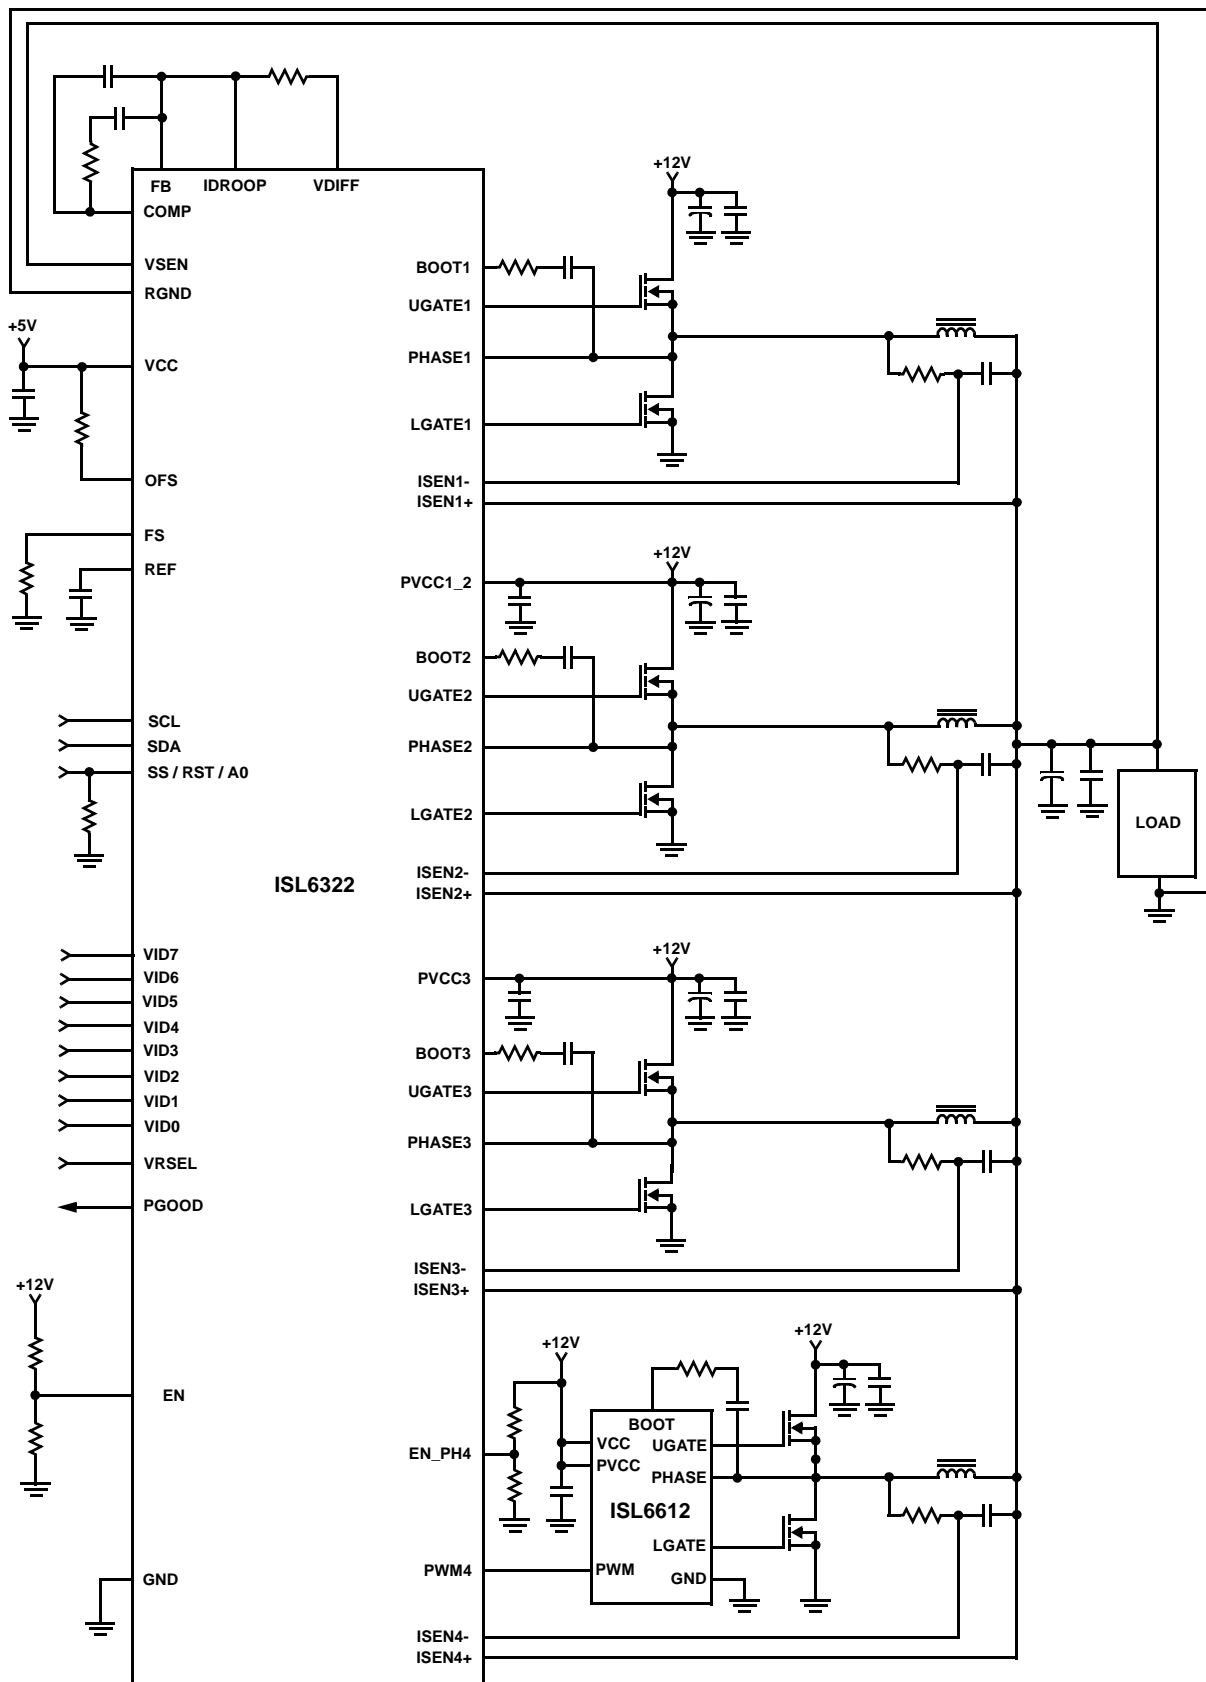 FB
IDROOP
VDIFF
COMP
VSEN
RGND
+5V
VCC
OFS
FS
REF
SCL
SDA
SS / RST / A0
ISL6322
VID7
VID6
VID5
VID4
VID3
VID2
VID1
VID0
VRSEL
PGOOD
+12V
EN
GND
+12V
BOOT1
UGATE1
PHASE1
LGATE1
ISEN1-
ISEN1+
+12V
PVCC1_2
BOOT2
UGATE2
PHASE2
LGATE2
ISEN2-
ISEN2+
LOAD
+12V
PVCC3
BOOT3
UGATE3
PHASE3
LGATE3
ISEN3-
ISEN3+
+12V
+12V
EN_PH4
BOOT
VCC
UGATE
PVCC
PHASE
ISL6612
LGATE
PWM4
PWM
GND
ISEN4-
ISEN4+